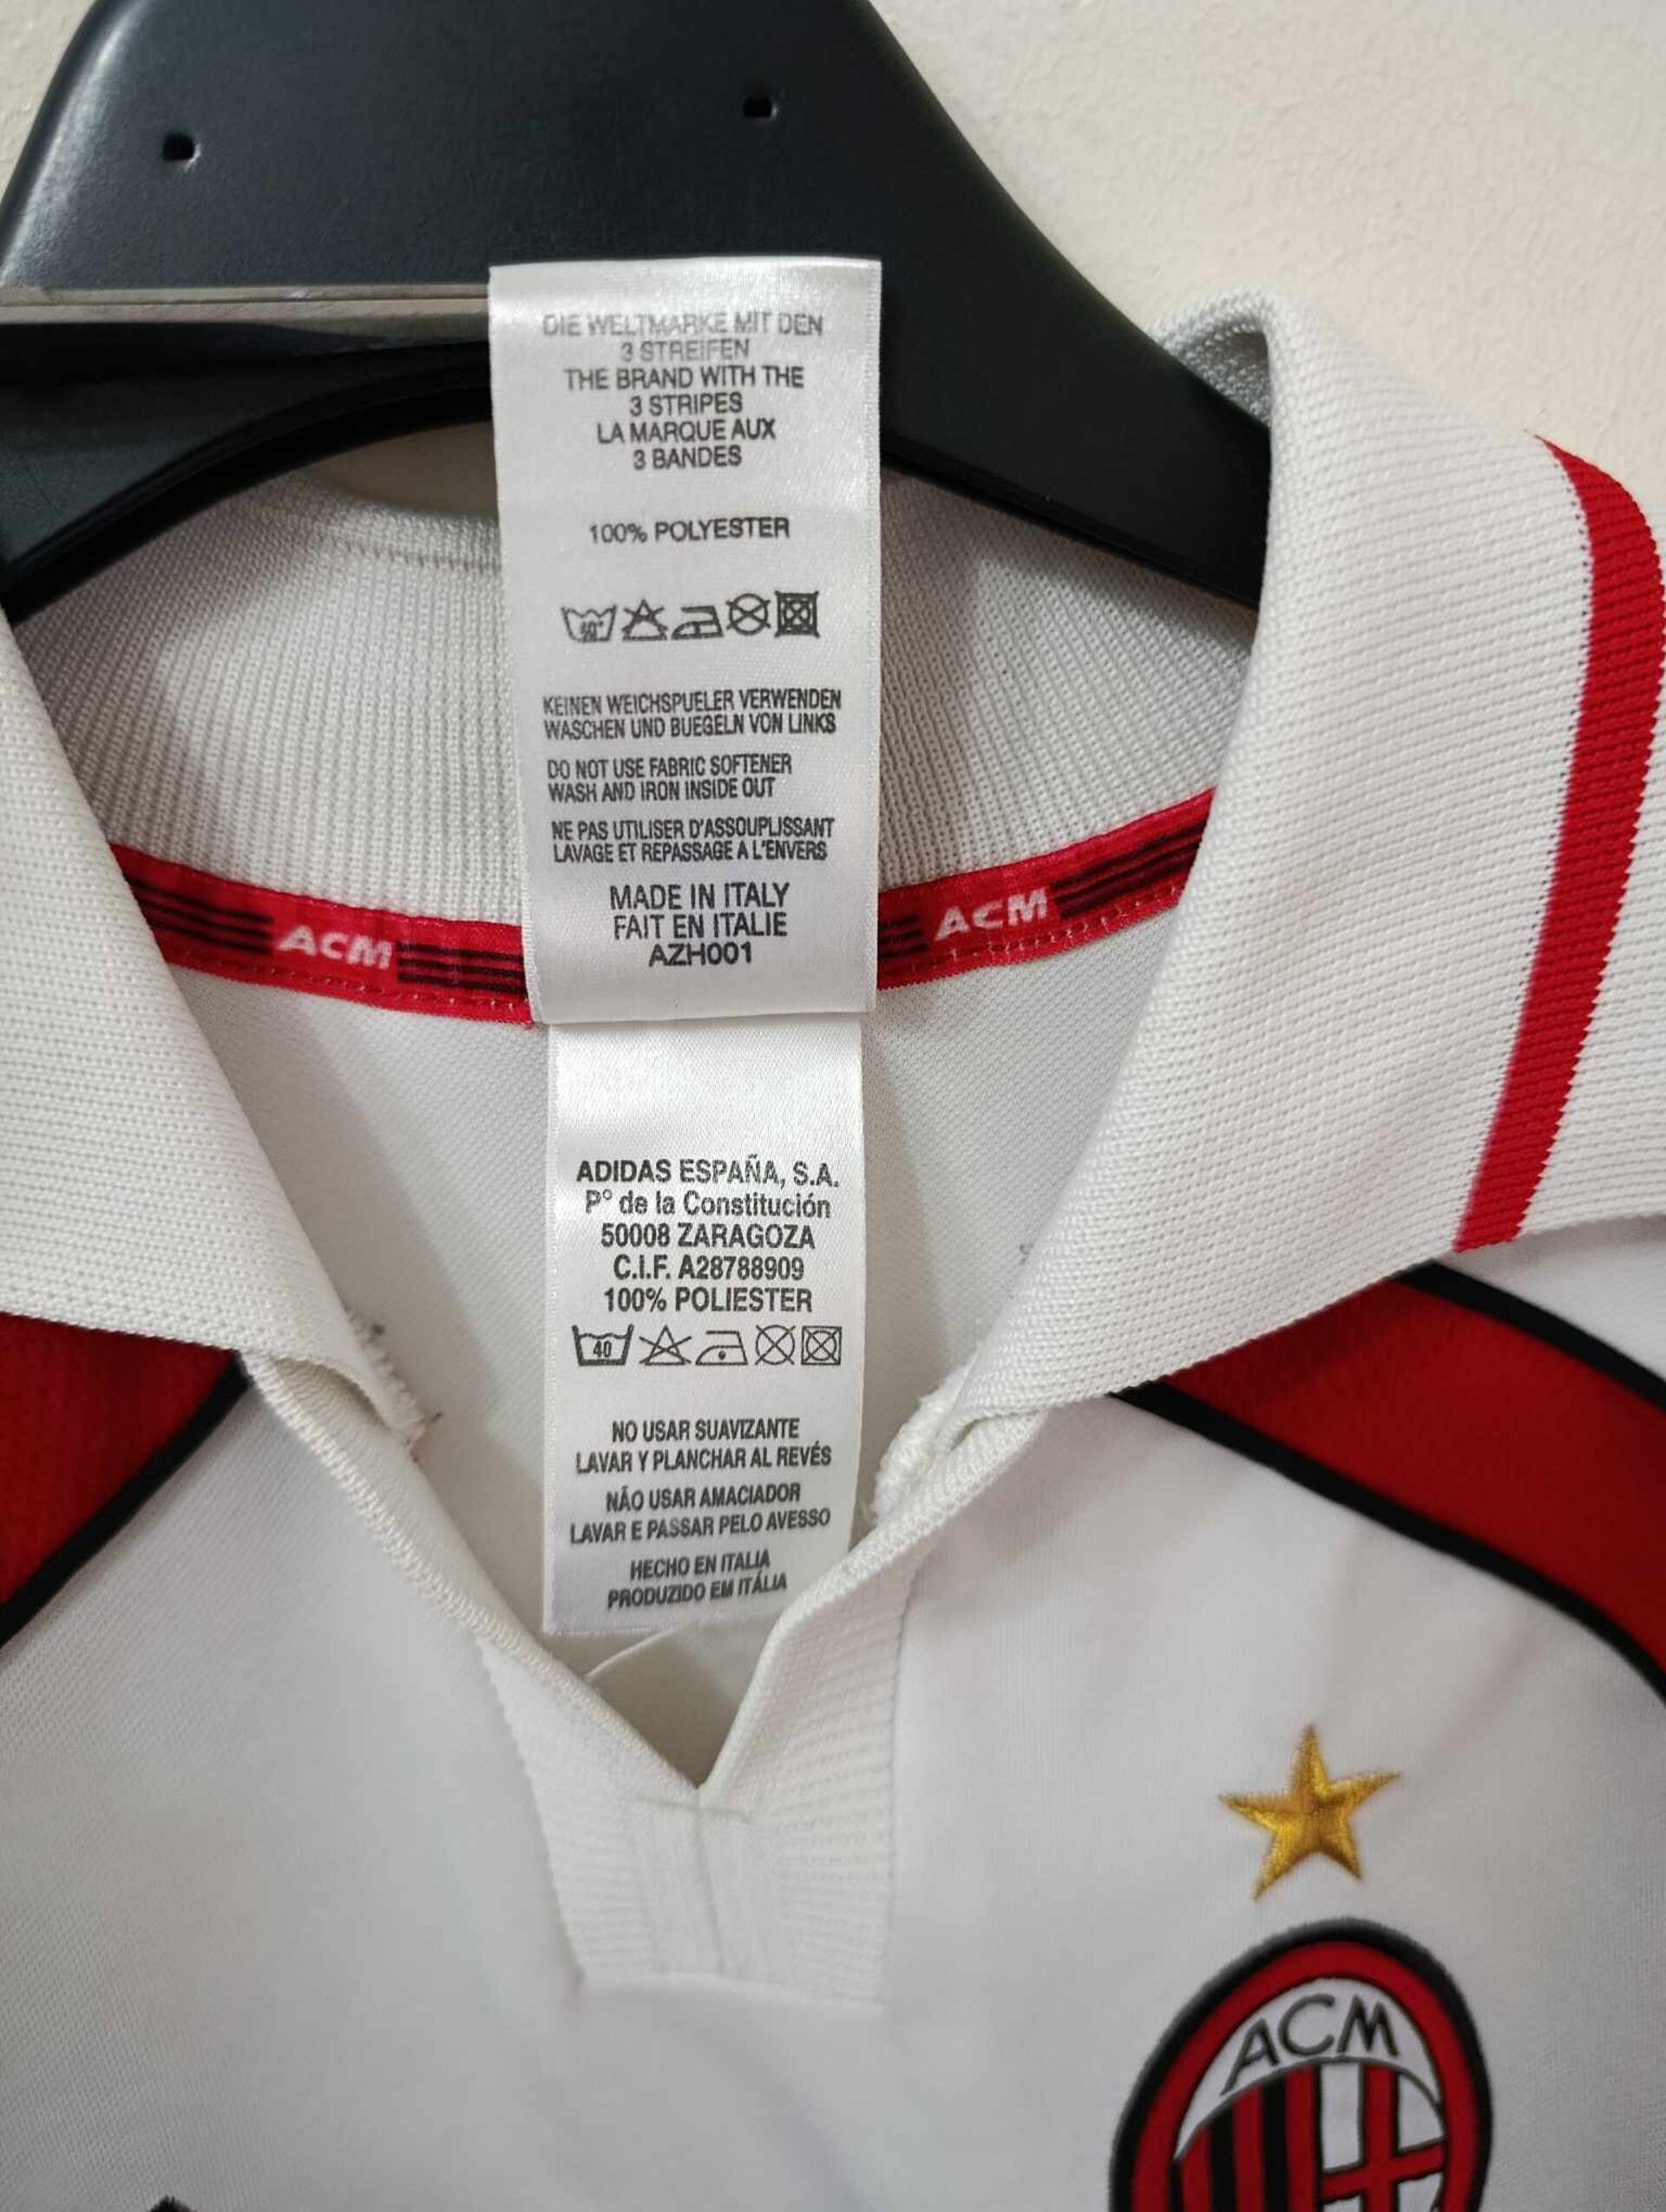 DIE WELTMARKE MIT DEN
3 STREIFEN
THE BRAND WITH THE
3 STRIPES
LA MARQUE AUX
3 BANDES
100% POLYESTER
40°
KEINEN WEICHSPUELER VERWENDEN
WASCHEN UND BUEGELN VON LINKS
DO NOT USE FABRIC SOFTENER
WASH AND IRON INSIDE OUT
NE PAS UTILISER D'ASSOUPLISSANT
LAVAGE ET REPASSAGE A L'ENVERS
MADE IN ITALY
FAIT EN ITALIE
AZH001
ACM
ACM
ADIDAS ESPAÑA, S.A.
P° de la Constitución
50008 ZARAGOZA
C.I.F. A28788909
100% POLIESTER
40
NO USAR SUAVIZANTE
LAVAR Y PLANCHAR AL REVÉS
NÃO USAR AMACIADOR
LAVAR E PASSAR PELO AVESSO
HECHO EN ITALIA
PRODUZIDO EM ITÁLIA
ACM